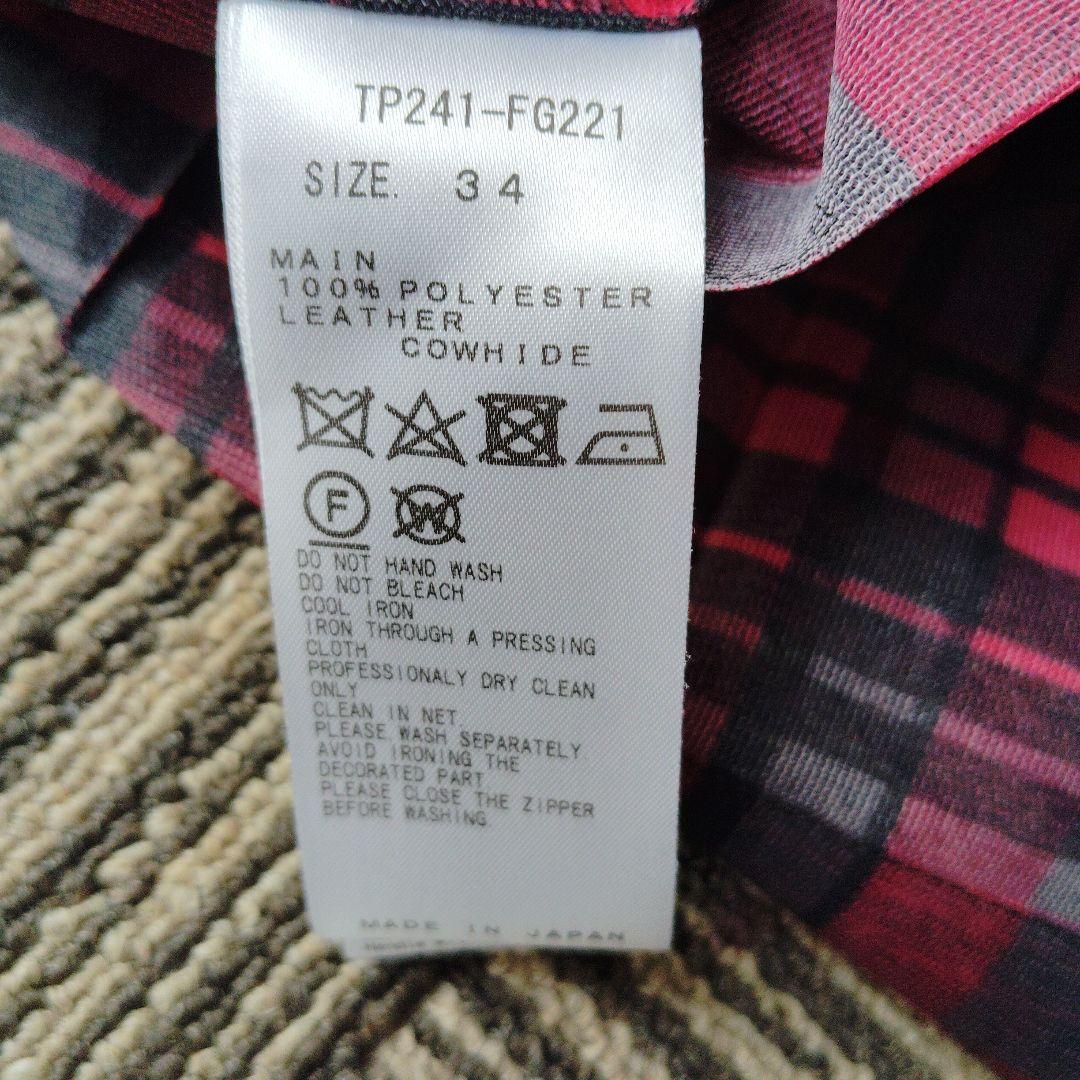 TP241-FG221
SIZE. 34
MAIN
100% POLYESTER
LEATHER
COWHIDE
F W
DO NOT HAND WASH
DO NOT BLEACH
COOL IRON
IRON THROUGH A PRESSING
CLOTH
PROFESSIONALY DRY CLEAN
ONLY
CLEAN IN NET.
PLEASE WASH SEPARATELY.
AVOID IRONING THE
DECORATED PART
PLEASE CLOSE THE ZIPPER
BEFORE WASHING.
MADE IN JAPAN